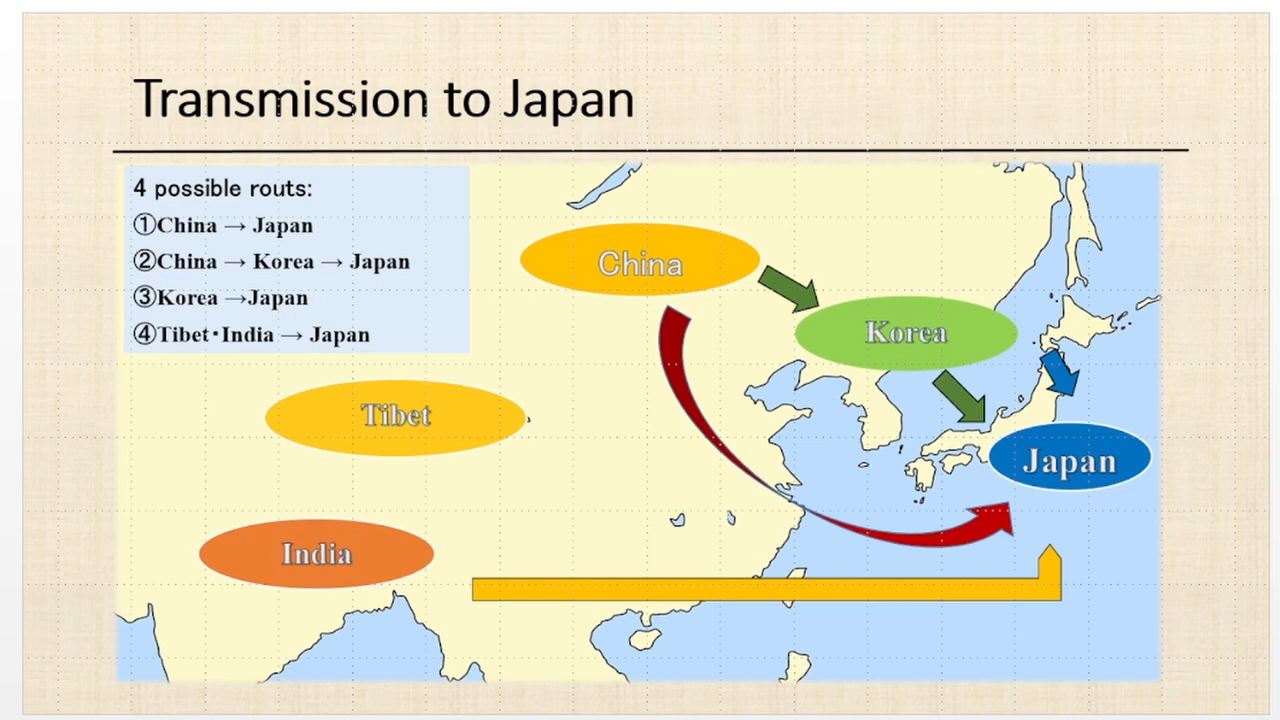 Transmission to Japan
4 possible routs:
①China → Japan
②China → Korea → Japan
③Korea →Japan
④Tibet･India → Japan
China
Korea
Tibet
Japan
India